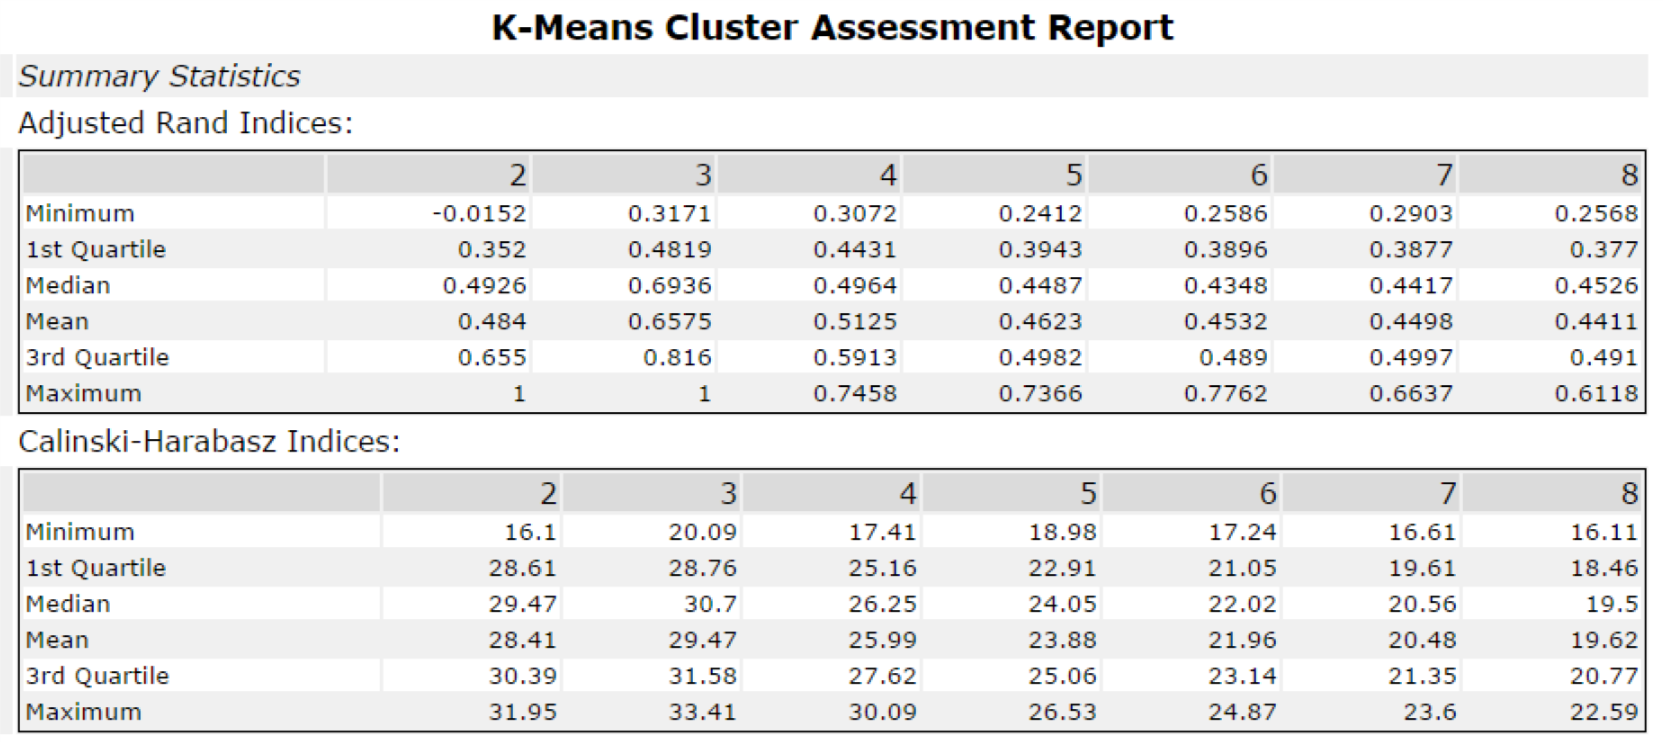 K-Means Cluster Assessment Report
Summary Statistics
Adjusted Rand Indices:
2 3 4 5 6 7 8
Minimum -0.0152 0.3171 0.3072 0.2412 0.2586 0.2903 0.2568
1st Quartile 0.352 0.4819 0.4431 0.3943 0.3896 0.3877 0.377
Median 0.4926 0.6936 0.4964 0.4487 0.4348 0.4417 0.4526
Mean 0.484 0.6575 0.5125 0.4623 0.4532 0.4498 0.4411
3rd Quartile 0.655 0.816 0.5913 0.4982 0.489 0.4997 0.491
Maximum 1 1 0.7458 0.7366 0.7762 0.6637 0.6118
Calinski-Harabasz Indices:
2 3 4 5 6 7 8
Minimum 16.1 20.09 17.41 18.98 17.24 16.61 16.11
1st Quartile 28.61 28.76 25.16 22.91 21.05 19.61 18.46
Median 29.47 30.7 26.25 24.05 22.02 20.56 19.5
Mean 28.41 29.47 25.99 23.88 21.96 20.48 19.62
3rd Quartile 30.39 31.58 27.62 25.06 23.14 21.35 20.77
Maximum 31.95 33.41 30.09 26.53 24.87 23.6 22.59